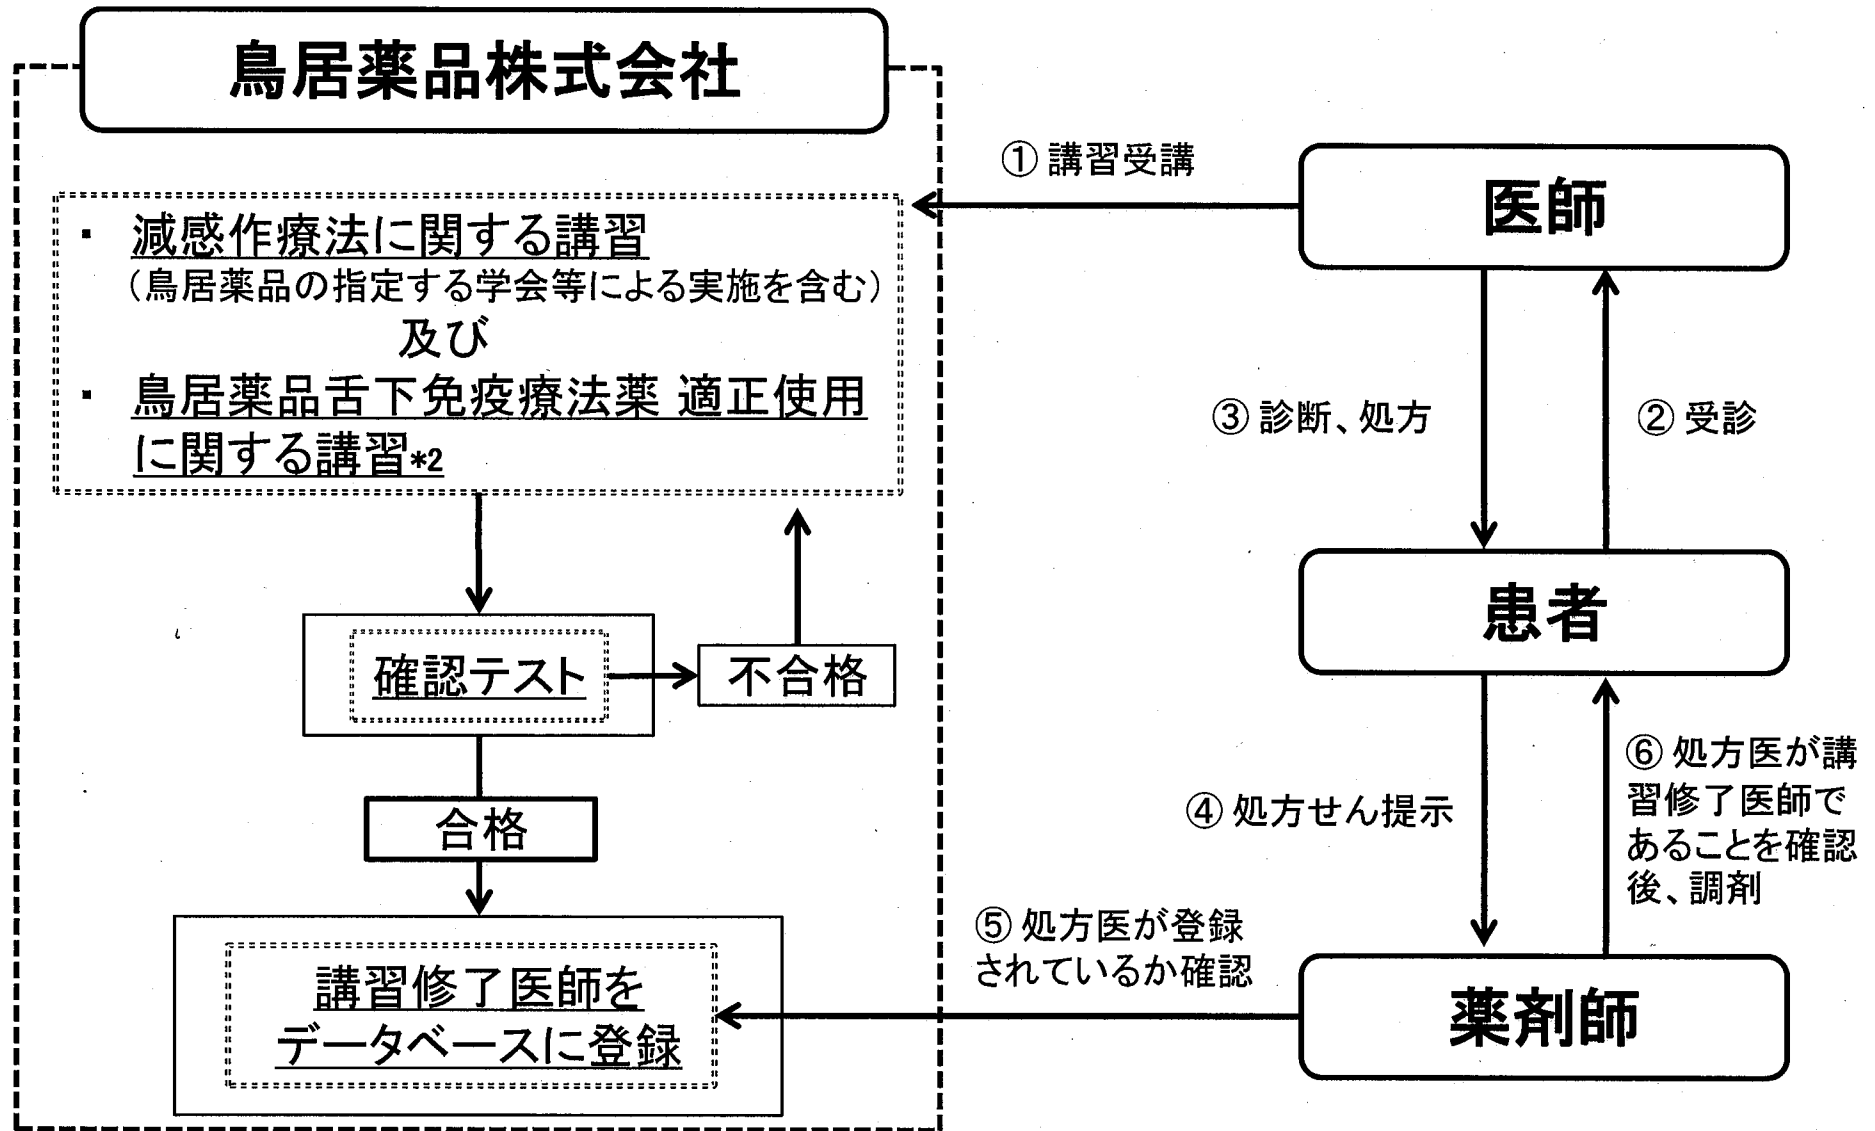 鳥居薬品株式会社
① 講習受講
医師
・ 減感作療法に関する講習
（鳥居薬品の指定する学会等による実施を含む）
及び
・ 鳥居薬品舌下免疫療法薬 適正使用
に関する講習*2
③ 診断、処方
② 受診
患者
確認テスト
不合格
合格
④ 処方せん提示
⑥ 処方医が講
習修了医師で
あることを確認
後、調剤
⑤ 処方医が登録
されているか確認
講習修了医師を
データベースに登録
薬剤師